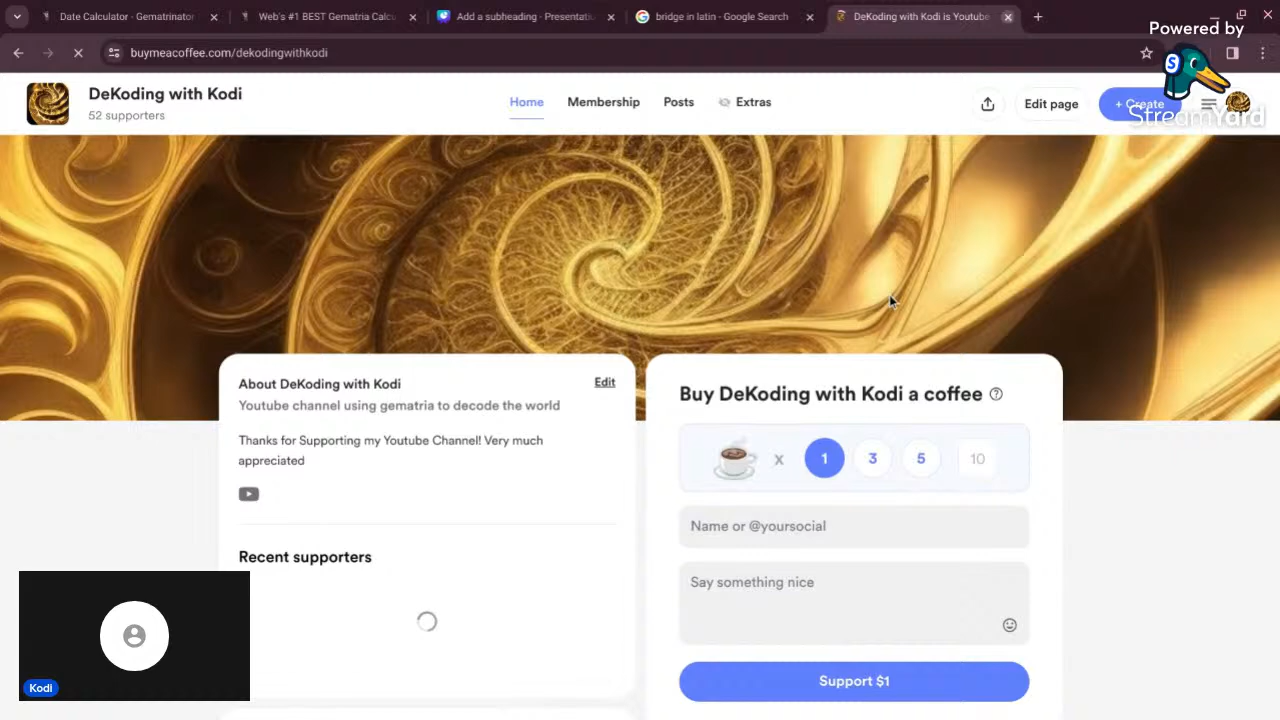 Date Calculator - Gematrinator
Web's #1 BEST Gematria Calcu
Add a subheading - Presentatio
bridge in latin - Google Search
DeKoding with Kodi is Youtube
Powered by
buymeacoffee.com/dekodingwithkodi
DeKoding with Kodi
52 supporters
Home
Membership
Posts
Extras
Edit page
+ Create
StreamYard
About DeKoding with Kodi
Edit
Youtube channel using gematria to decode the world
Thanks for Supporting my Youtube Channel! Very much
appreciated
Recent supporters
Buy DeKoding with Kodi a coffee
x 1 3 5 10
Name or @yoursocial
Say something nice
Support $1
Kodi